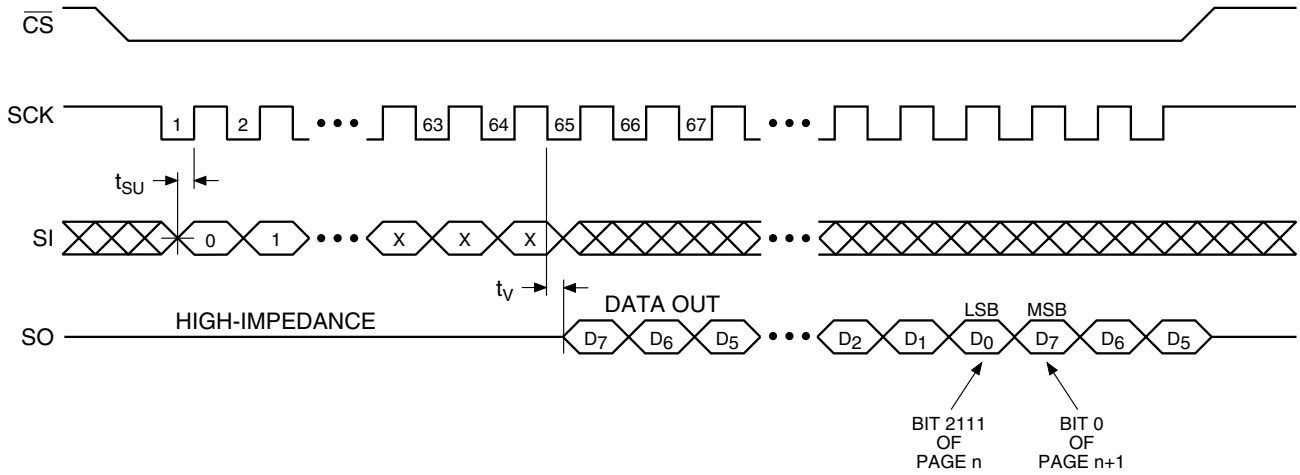 CS
SCK 1 2 ••• 63 64 65 66 67 •••
tSU
SI 0 1 ••• X X X •••
tV
DATA OUT
HIGH-IMPEDANCE
LSB MSB
SO D7 D6 D5 ••• D2 D1 D0 D7 D6 D5
BIT 2111
OF
PAGE n
BIT 0
OF
PAGE n+1